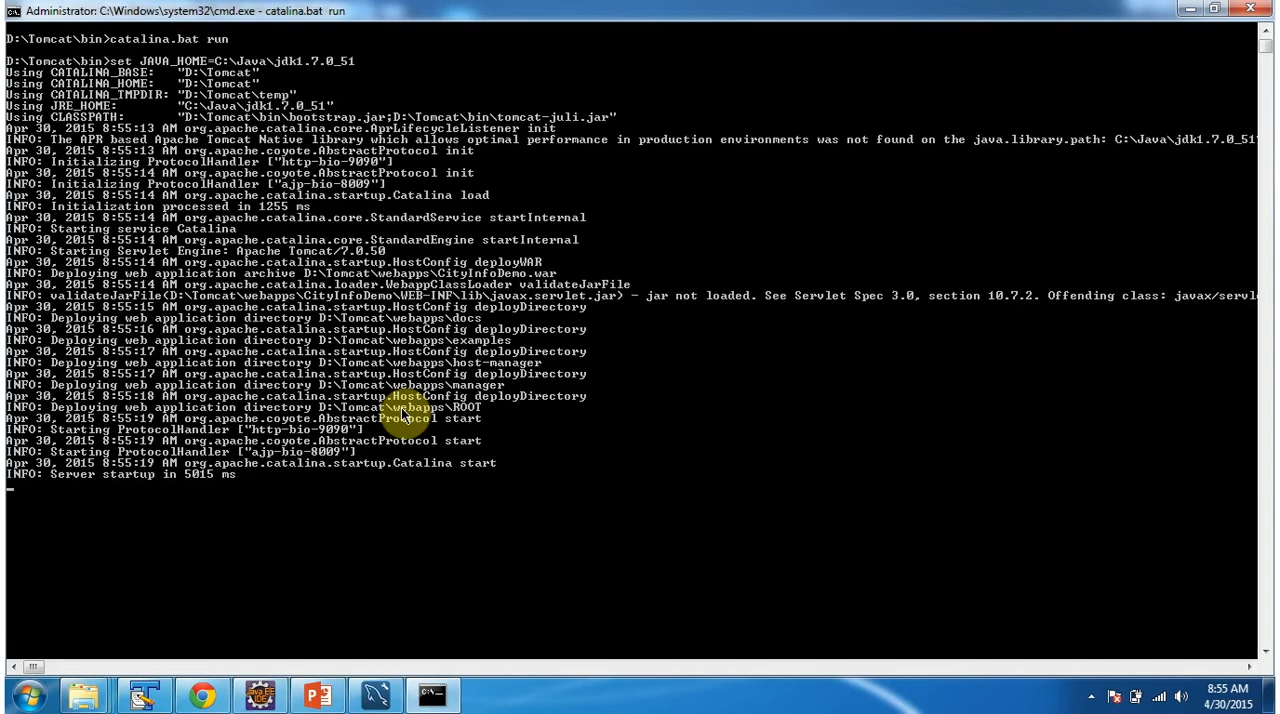 Administrator: C:\Windows\system32\cmd.exe - catalina.bat run
D:\Tomcat\bin>catalina.bat run
D:\Tomcat\bin>set JAVA_HOME=C:\Java\jdk1.7.0_51
Using CATALINA_BASE: "D:\Tomcat"
Using CATALINA_HOME: "D:\Tomcat"
Using CATALINA_TMPDIR: "D:\Tomcat\temp"
Using JRE_HOME: "C:\Java\jdk1.7.0_51"
Using CLASSPATH: "D:\Tomcat\bin\bootstrap.jar;D:\Tomcat\bin\tomcat-juli.jar"
Apr 30, 2015 8:55:13 AM org.apache.catalina.core.AprLifecycleListener init
INFO: The APR based Apache Tomcat Native library which allows optimal performance in production environments was not found on the java.library.path: C:\Java\jdk1.7.0_51
Apr 30, 2015 8:55:14 AM org.apache.coyote.AbstractProtocol init
INFO: Initializing ProtocolHandler ["http-bio-9090"]
Apr 30, 2015 8:55:14 AM org.apache.coyote.AbstractProtocol init
INFO: Initializing ProtocolHandler ["ajp-bio-8009"]
Apr 30, 2015 8:55:14 AM org.apache.catalina.startup.Catalina load
INFO: Initialization processed in 1255 ms
Apr 30, 2015 8:55:14 AM org.apache.catalina.core.StandardService startInternal
INFO: Starting service Catalina
Apr 30, 2015 8:55:14 AM org.apache.catalina.core.StandardEngine startInternal
INFO: Starting Servlet Engine: Apache Tomcat/7.0.50
Apr 30, 2015 8:55:14 AM org.apache.catalina.startup.HostConfig deployWAR
INFO: Deploying web application archive D:\Tomcat\webapps\CityInfoDemo.war
Apr 30, 2015 8:55:14 AM org.apache.catalina.loader.WebappClassLoader validateJarFile
INFO: validateJarFile(D:\Tomcat\webapps\CityInfoDemo\WEB-INF\lib\javax.servlet.jar) - jar not loaded. See Servlet Spec 3.0, section 10.7.2. Offending class: javax/servl
Apr 30, 2015 8:55:15 AM org.apache.catalina.startup.HostConfig deployDirectory
INFO: Deploying web application directory D:\Tomcat\webapps\docs
Apr 30, 2015 8:55:16 AM org.apache.catalina.startup.HostConfig deployDirectory
INFO: Deploying web application directory D:\Tomcat\webapps\examples
Apr 30, 2015 8:55:17 AM org.apache.catalina.startup.HostConfig deployDirectory
INFO: Deploying web application directory D:\Tomcat\webapps\host-manager
Apr 30, 2015 8:55:17 AM org.apache.catalina.startup.HostConfig deployDirectory
INFO: Deploying web application directory D:\Tomcat\webapps\manager
Apr 30, 2015 8:55:18 AM org.apache.catalina.startup.HostConfig deployDirectory
INFO: Deploying web application directory D:\Tomcat\webapps\ROOT
Apr 30, 2015 8:55:19 AM org.apache.coyote.AbstractProtocol start
INFO: Starting ProtocolHandler ["http-bio-9090"]
Apr 30, 2015 8:55:19 AM org.apache.coyote.AbstractProtocol start
INFO: Starting ProtocolHandler ["ajp-bio-8009"]
Apr 30, 2015 8:55:19 AM org.apache.catalina.startup.Catalina start
INFO: Server startup in 5015 ms
Java EE
IDE
C:\.
8:55 AM
4/30/2015